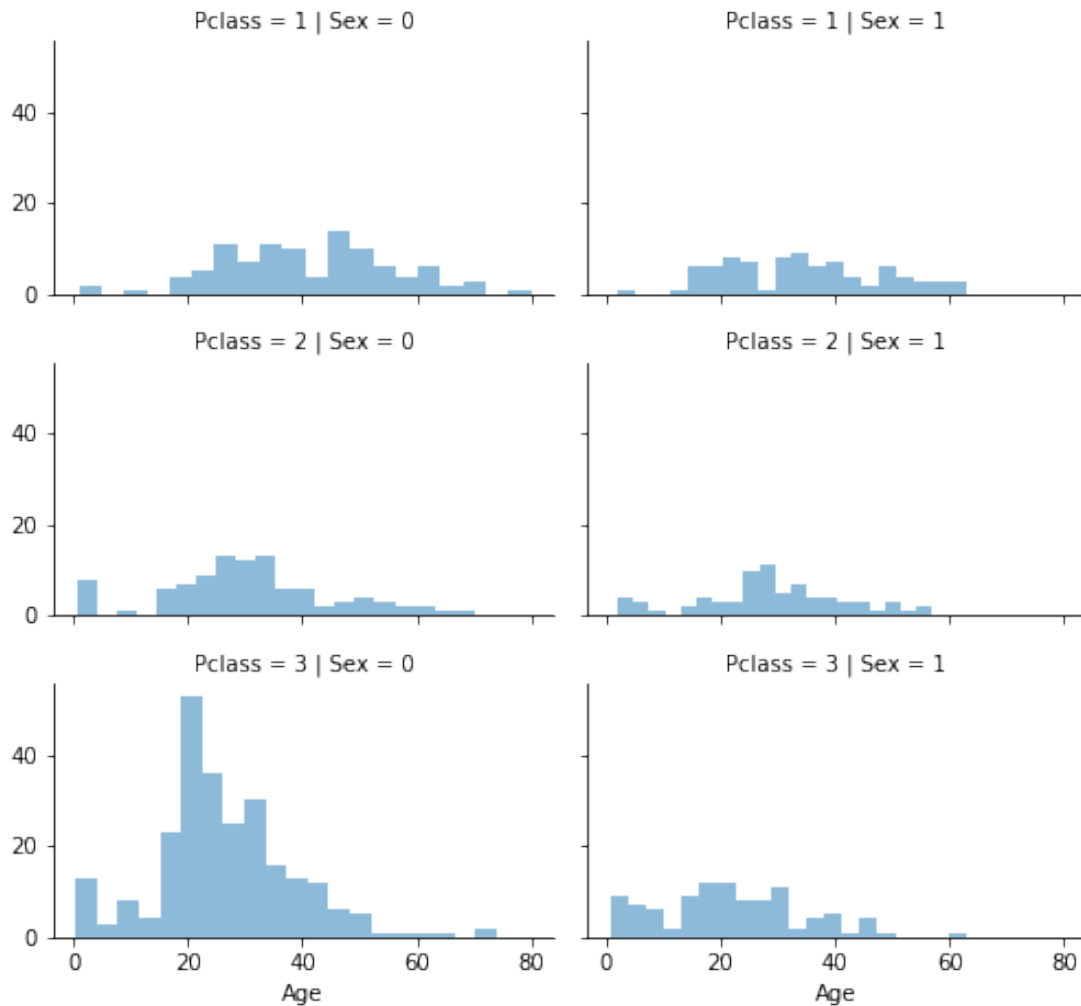 Pclass = 1 | Sex = 0
Pclass = 1 | Sex = 1
40
20
0
Pclass = 2 | Sex = 0
Pclass = 2 | Sex = 1
40
20
0
Pclass = 3 | Sex = 0
Pclass = 3 | Sex = 1
40
20
0
0 20 40 60 80
0 20 40 60 80
Age
Age